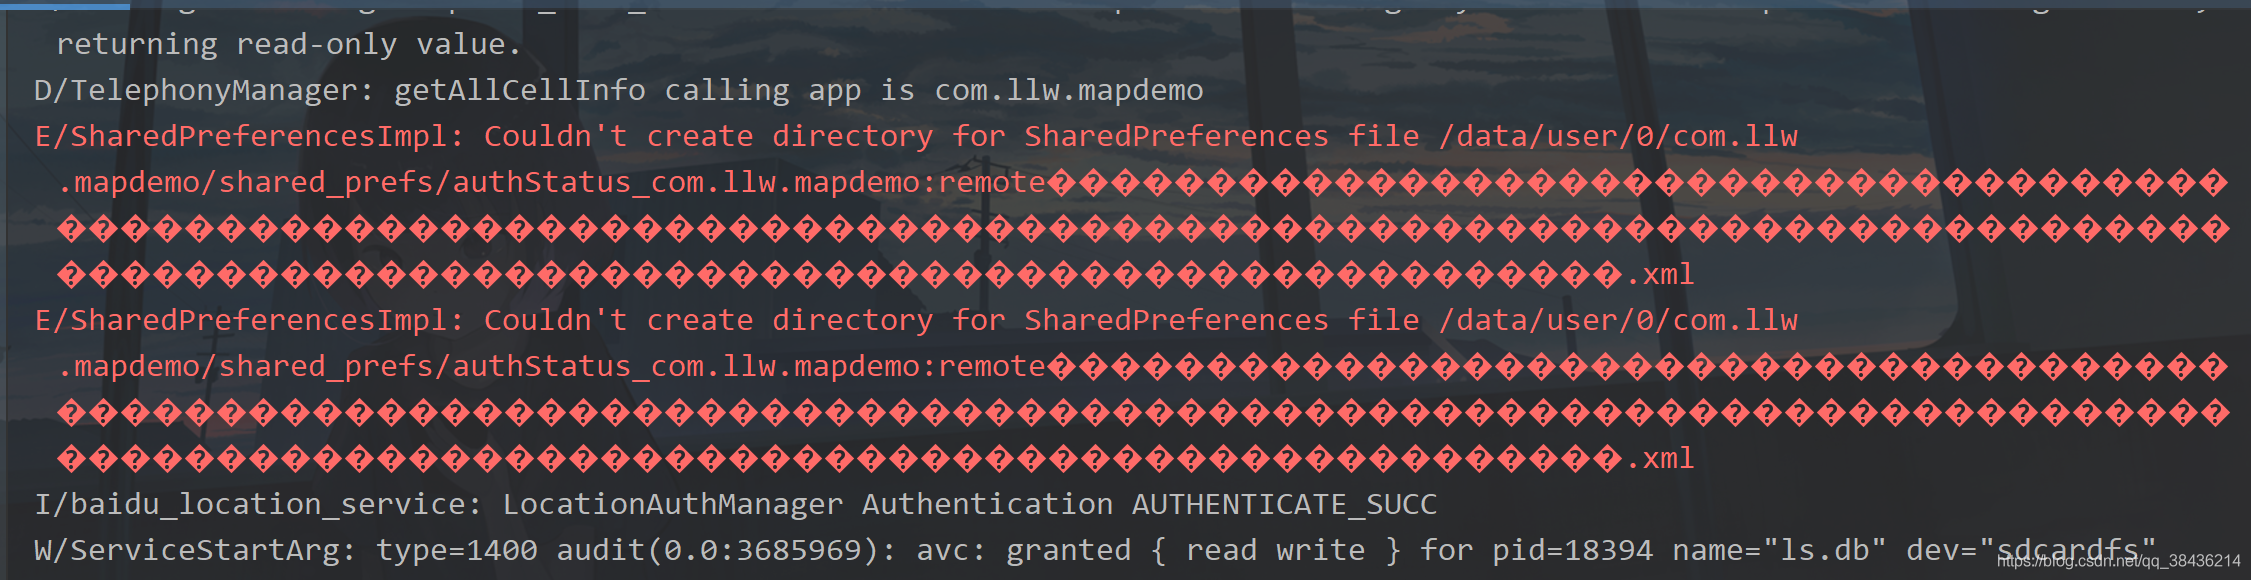 returning read-only value.
D/TelephonyManager: getAllCellInfo calling app is com.llw.mapdemo
E/SharedPreferencesImpl: Couldn't create directory for SharedPreferences file /data/user/0/com.llw
.mapdemo/shared_prefs/authStatus_com.llw.mapdemo:remote���������������������������������
�������������������������������������������������������������
��������������������������������������������.xml
E/SharedPreferencesImpl: Couldn't create directory for SharedPreferences file /data/user/0/com.llw
.mapdemo/shared_prefs/authStatus_com.llw.mapdemo:remote���������������������������������
�������������������������������������������������������������
��������������������������������������������.xml
I/baidu_location_service: LocationAuthManager Authentication AUTHENTICATE_SUCC
W/ServiceStartArg: type=1400 audit(0.0:3685969): avc: granted { read write } for pid=18394 name="ls.db" dev="sdcardfs"
https://blog.csdn.net/qq_38436214